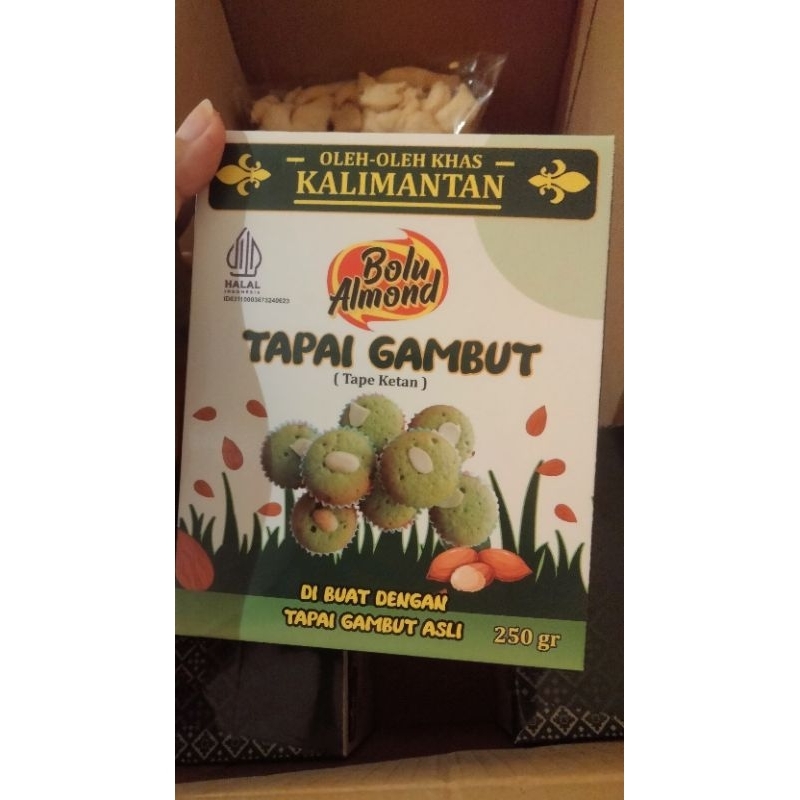 OLEH-OLEH KHAS
KALIMANTAN
HALAL
INDONESIA
Bolu
Almond
TAPAI GAMBUT
( Tape Ketan )
DI BUAT DENGAN
TAPAI GAMBUT ASLI
250 gr